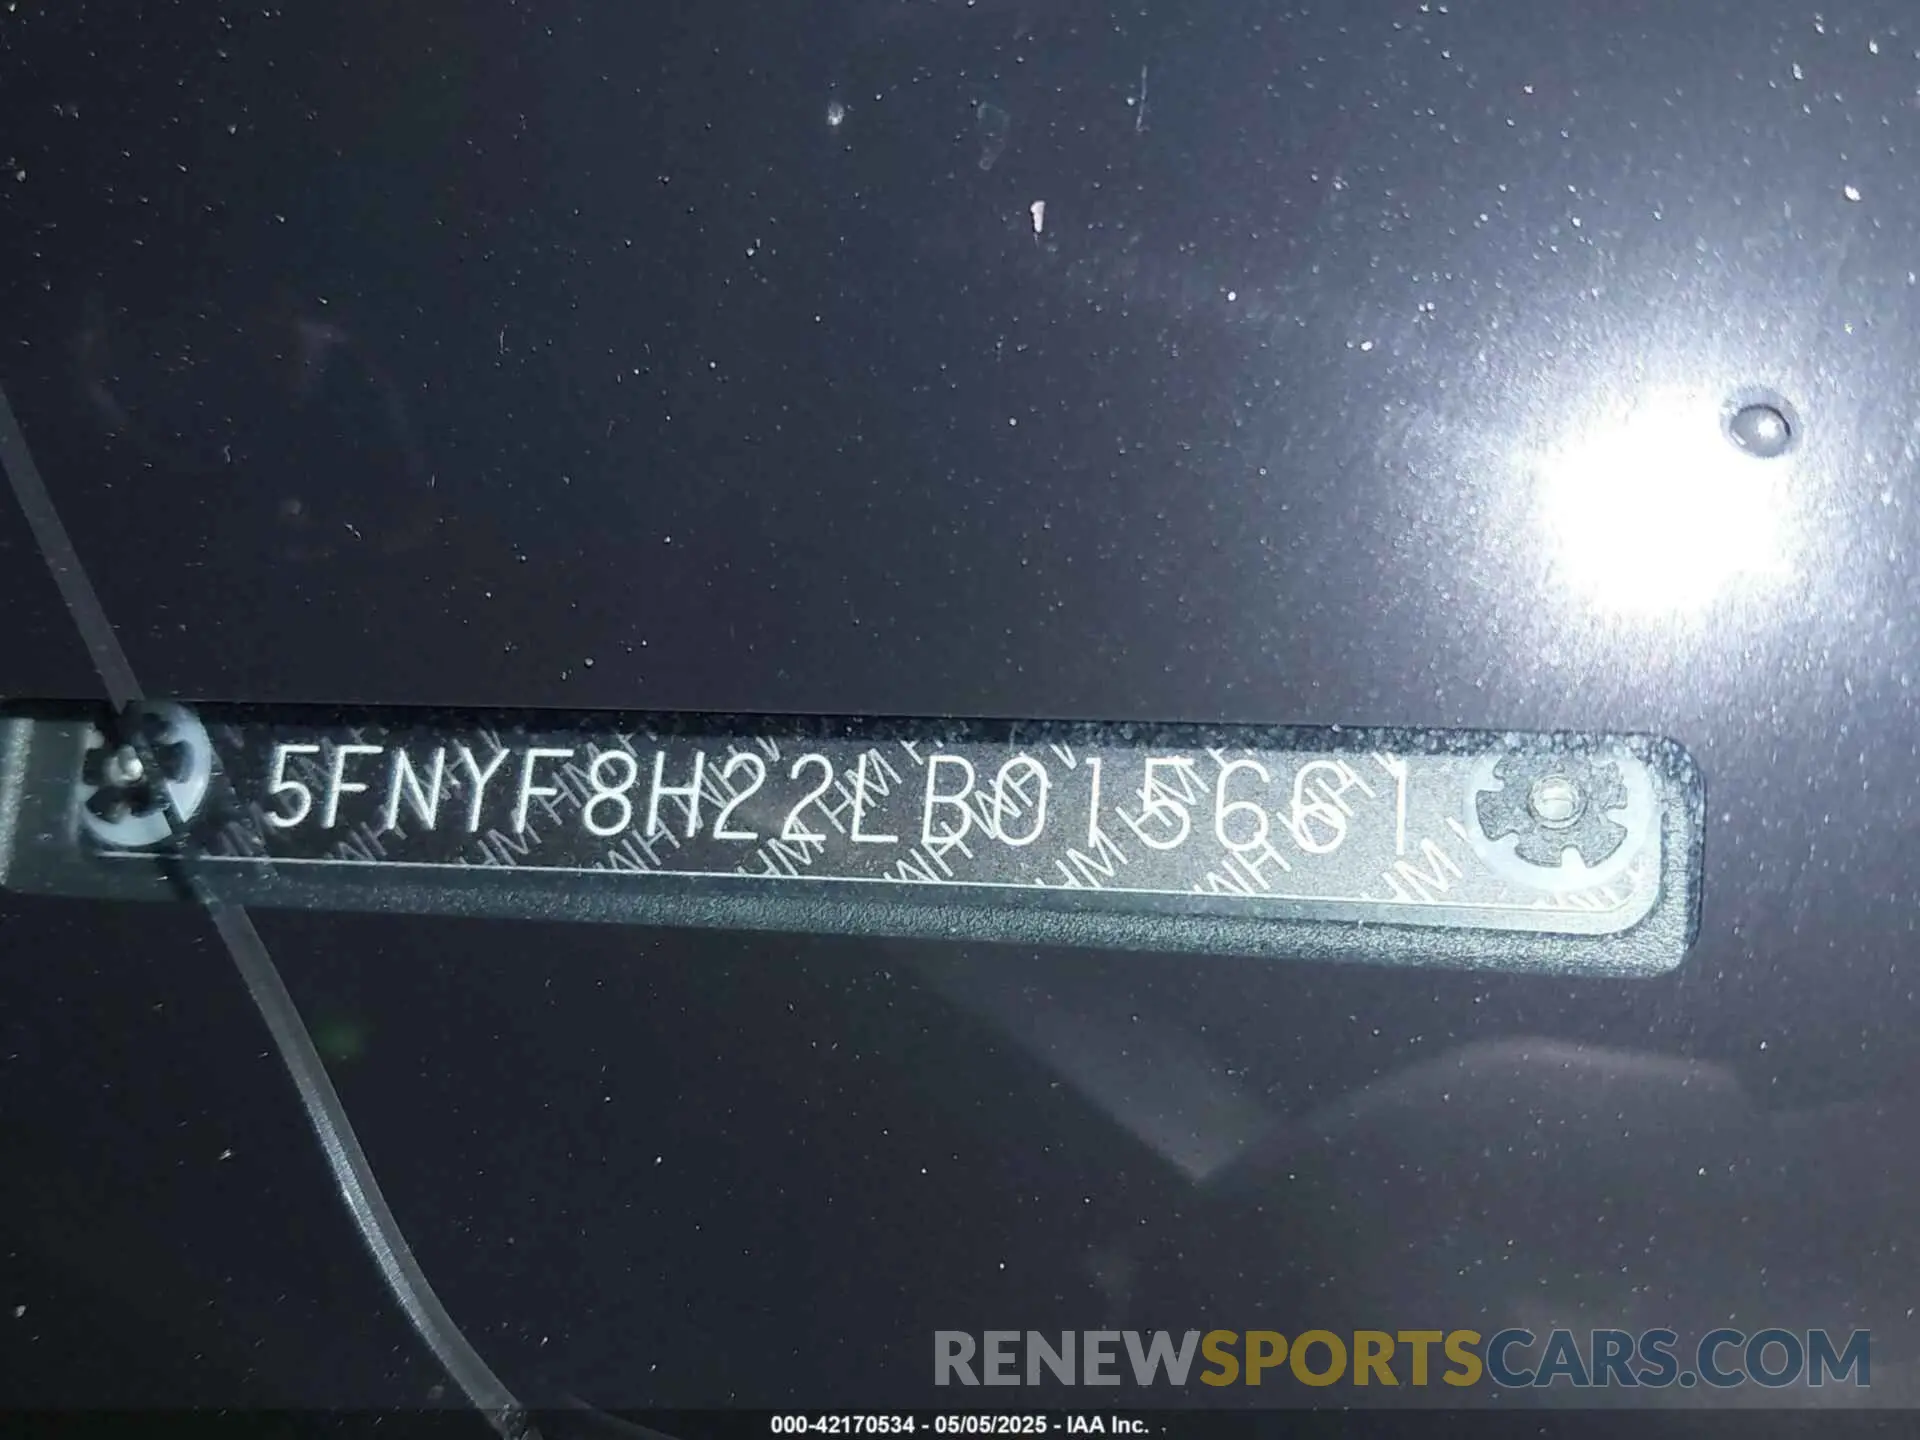 5FNYF8H22LB015661
RENEWSPORTSCARS.COM
000-42170534 - 05/05/2025 - IAA Inc.